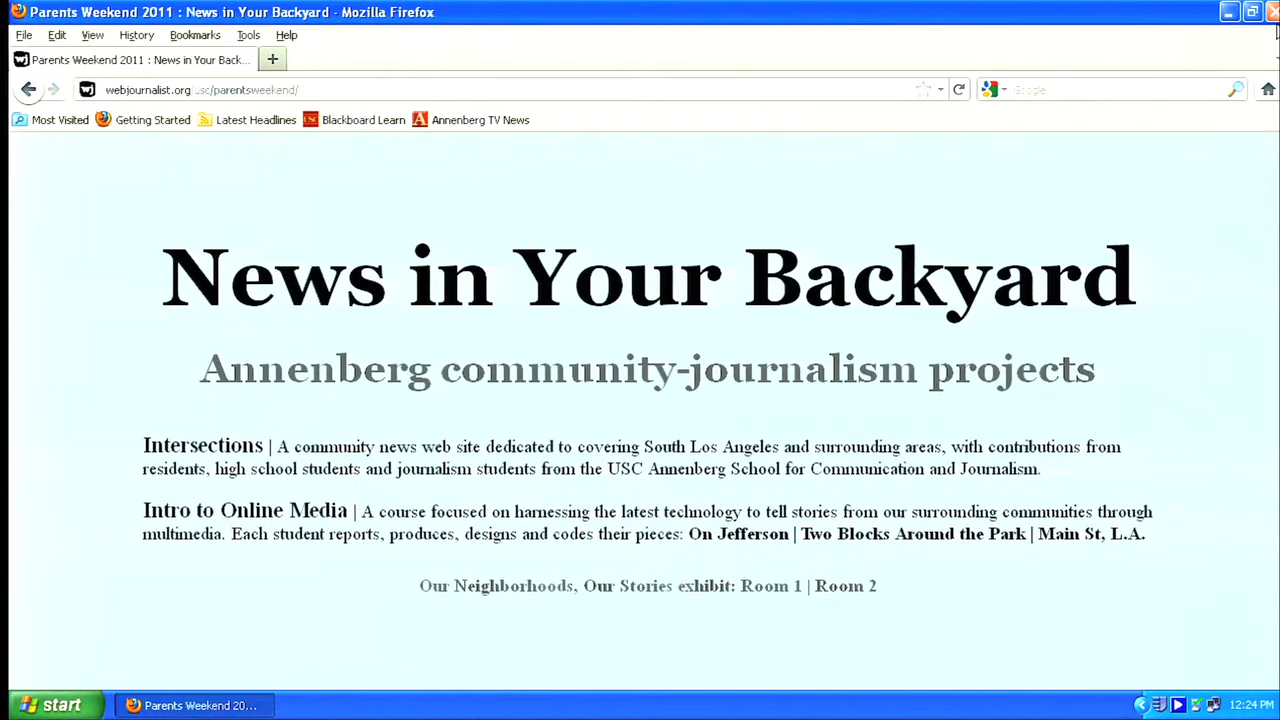 Parents Weekend 2011 : News in Your Backyard - Mozilla Firefox
File Edit View History Bookmarks Tools Help
Parents Weekend 2011 : News in Your Back...
webjournalist.org/usc/parentsweekend/
Google
Most Visited Getting Started Latest Headlines Blackboard Learn Annenberg TV News
News in Your Backyard
Annenberg community-journalism projects
Intersections | A community news web site dedicated to covering South Los Angeles and surrounding areas, with contributions from
residents, high school students and journalism students from the USC Annenberg School for Communication and Journalism.
Intro to Online Media | A course focused on harnessing the latest technology to tell stories from our surrounding communities through
multimedia. Each student reports, produces, designs and codes their pieces: On Jefferson | Two Blocks Around the Park | Main St, L.A.
Our Neighborhoods, Our Stories exhibit: Room 1 | Room 2
start Parents Weekend 20... 12:24 PM